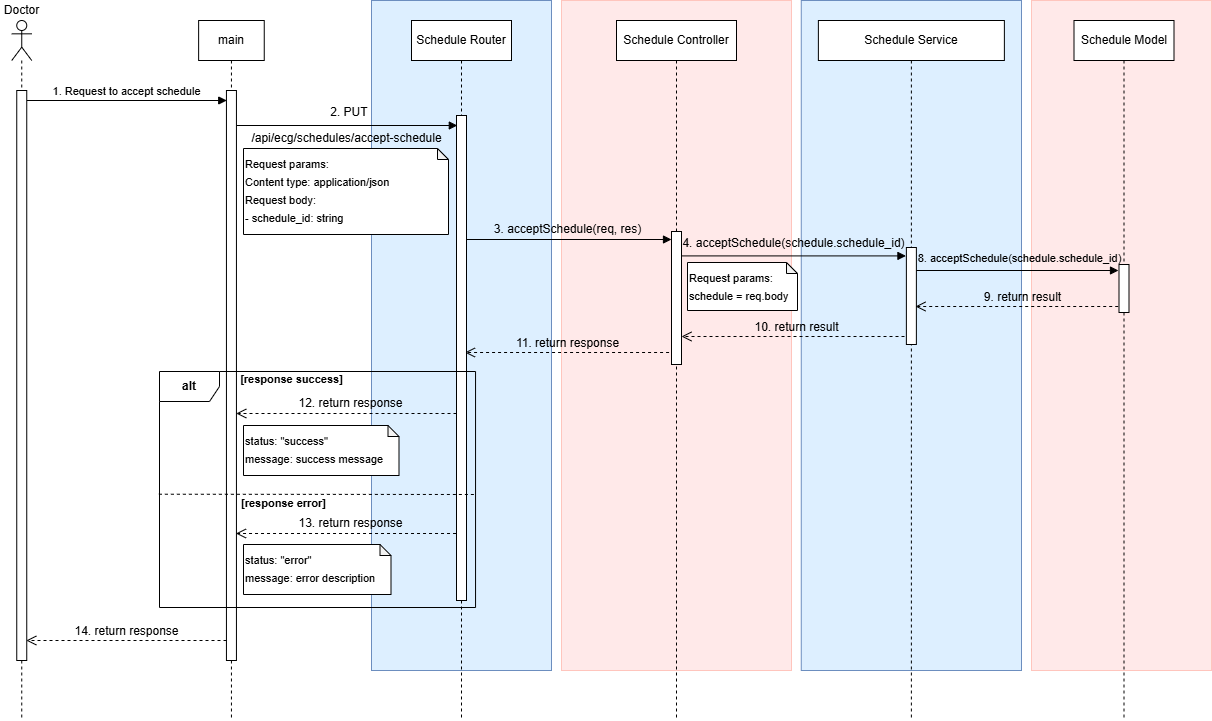 Doctor
main
Schedule Router
Schedule Controller
Schedule Service
Schedule Model
1. Request to accept schedule
2. PUT
/api/ecg/schedules/accept-schedule
Request params:
Content type: application/json
Request body:
- schedule_id: string
3. acceptSchedule(req, res)
4. acceptSchedule(schedule.schedule_id)
8. acceptSchedule(schedule.schedule_id)
Request params:
schedule = req.body
9. return result
10. return result
11. return response
alt
[response success]
12. return response
status: "success"
message: success message
[response error]
13. return response
status: "error"
message: error description
14. return response